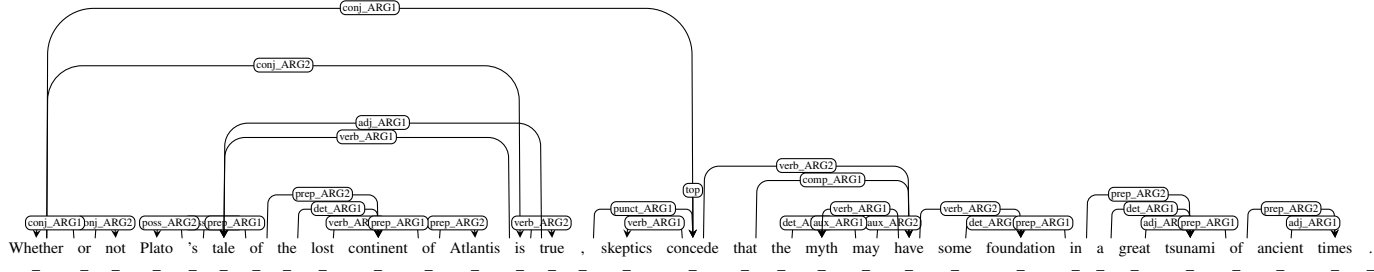 conj_ARG1
conj_ARG2
adj_ARG1
verb_ARG1
verb_ARG2
comp_ARG1
top
prep_ARG2 prep_ARG2
det_ARG1 punct_ARG1 verb_ARG1 verb_ARG2 det_ARG1 prep_ARG2
conj_ARG1 poss_ARG2 prep_ARG1 prep_ARG1 prep_ARG2 verb_ARG2 verb_ARG1 aux_ARG1 prep_ARG1 prep_ARG1 adj_ARG1
Whether or not Plato 's tale of the lost continent of Atlantis is true , skeptics concede that the myth may have some foundation in a great tsunami of ancient times .